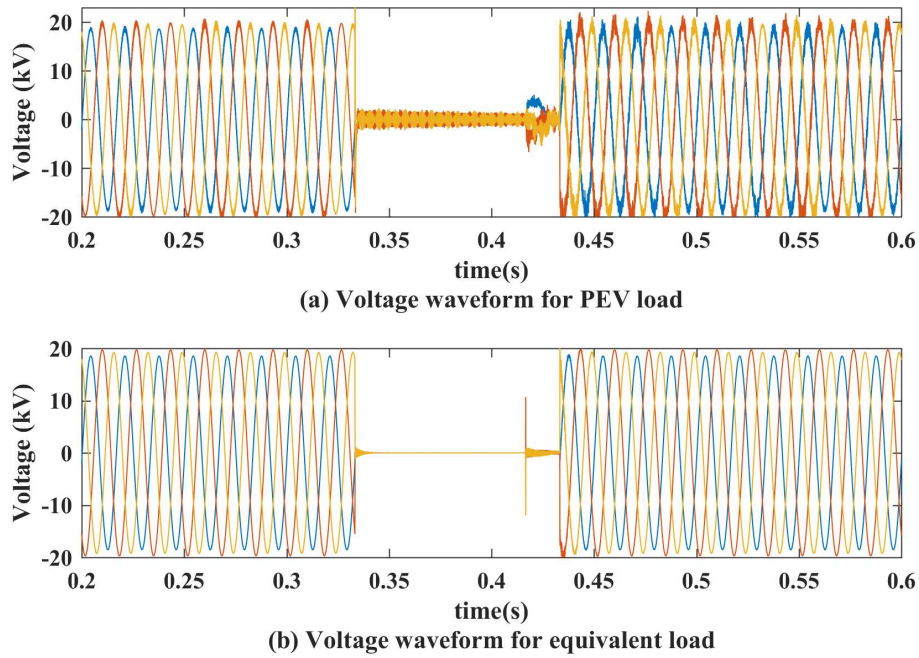 Voltage (kV)
20
10
0
-10
-20
0.2 0.25 0.3 0.35 0.4 0.45 0.5 0.55 0.6
time(s)
(a) Voltage waveform for PEV load
Voltage (kV)
20
10
0
-10
-20
0.2 0.25 0.3 0.35 0.4 0.45 0.5 0.55 0.6
time(s)
(b) Voltage waveform for equivalent load